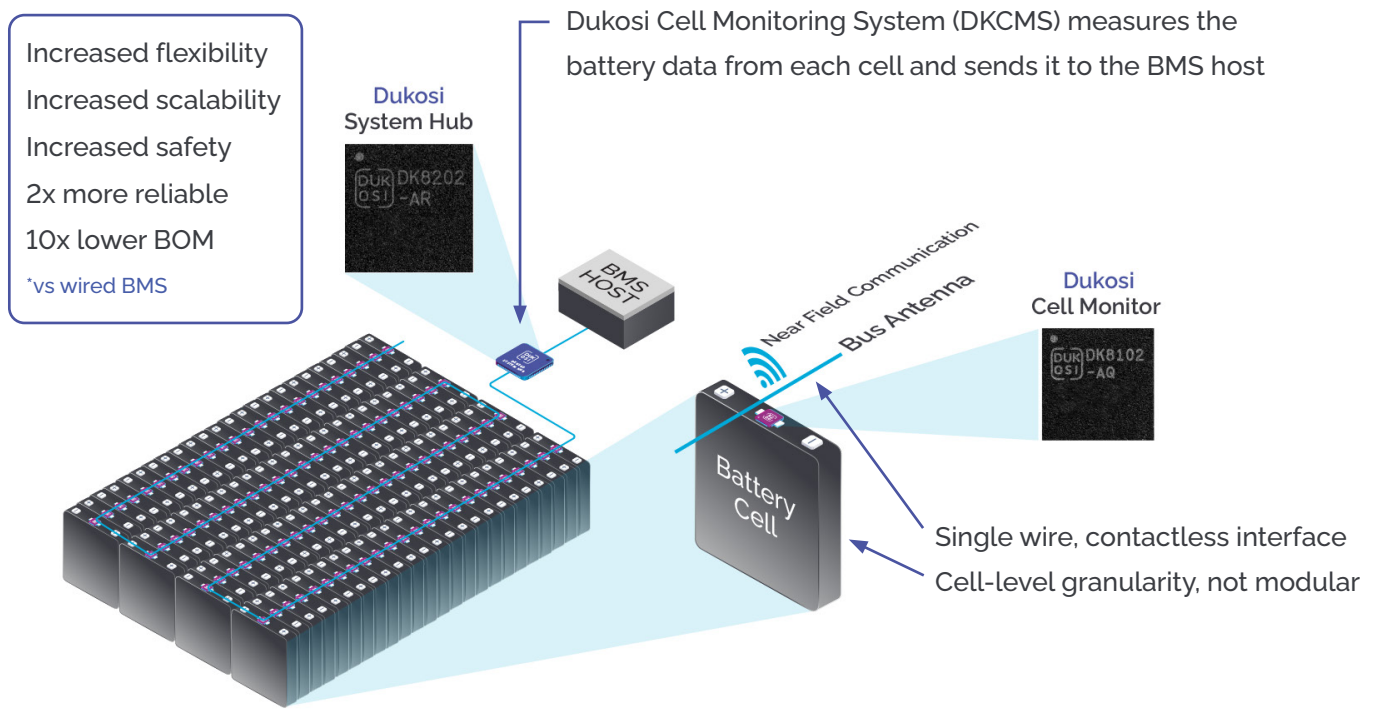 Increased flexibility
Increased scalability
Increased safety
2x more reliable
10x lower BOM
*vs wired BMS
Dukosi Cell Monitoring System (DKCMS) measures the
battery data from each cell and sends it to the BMS host
Dukosi
System Hub
DUK
OSI
DK8202
-AR
BMS
HOST
Near Field Communication
Bus Antenna
Dukosi
Cell Monitor
DUK
OSI
DK8102
-AQ
+
-
Battery
Cell
Single wire, contactless interface
Cell-level granularity, not modular